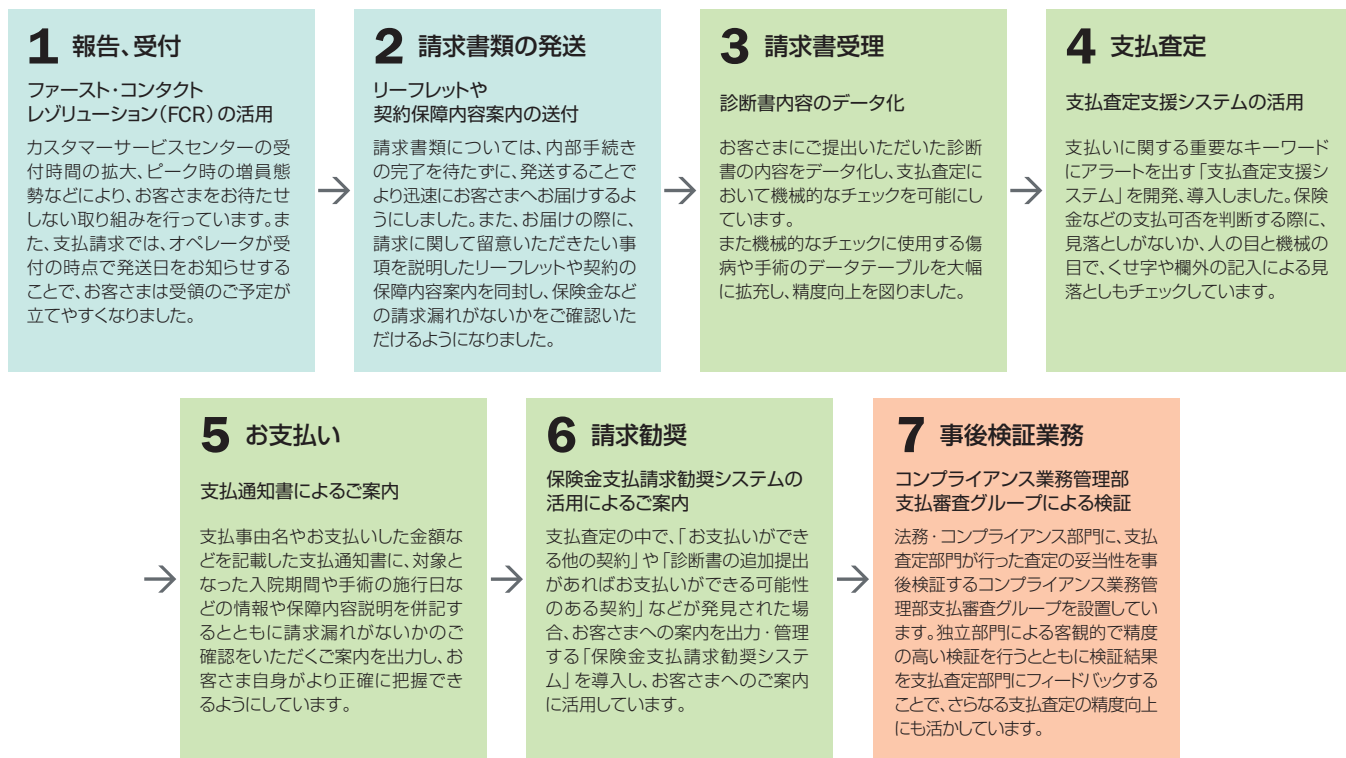 1 報告、受付
ファースト・コンタクト
レゾリューション(FCR)の活用
カスタマーサービスセンターの受
付時間の拡大、ピーク時の増員態
勢などにより、お客さまをお待たせ
しない取り組みを行っています。ま
た、支払請求では、オペレータが受
付の時点で発送日をお知らせする
ことで、お客さまは受領のご予定が
立てやすくなりました。
2 請求書類の発送
リーフレットや
契約保障内容案内の送付
請求書類については、内部手続き
の完了を待たずに、発送することで
より迅速にお客さまへお届けするよ
うにしました。また、お届けの際に、
請求に関して留意いただきたい事
項を説明したリーフレットや契約の
保障内容案内を同封し、保険金など
の請求漏れがないかをご確認いた
だけるようになりました。
3 請求書受理
診断書内容のデータ化
お客さまにご提出いただいた診断
書の内容をデータ化し、支払査定に
おいて機械的なチェックを可能にし
ています。
また機械的なチェックに使用する傷
病や手術のデータテーブルを大幅
に拡充し、精度向上を図りました。
4 支払査定
支払査定支援システムの活用
支払いに関する重要なキーワード
にアラートを出す「支払査定支援シ
ステム」を開発、導入しました。保険
金などの支払可否を判断する際に、
見落としがないか、人の目と機械の
目で、くせ字や欄外の記入による見
落としもチェックしています。
5 お支払い
支払通知書によるご案内
支払事由名やお支払いした金額な
どを記載した支払通知書に、対象と
なった入院期間や手術の施行日な
どの情報や保障内容説明を併記す
るとともに請求漏れがないかのご
確認をいただくご案内を出力し、お
客さま自身がより正確に把握でき
るようにしています。
6 請求勧奨
保険金支払請求勧奨システムの
活用によるご案内
支払査定の中で、「お支払いができ
る他の契約」や「診断書の追加提出
があればお支払いができる可能性
のある契約」などが発見された場
合、お客さまへの案内を出力・管理
する「保険金支払請求勧奨システ
ム」を導入し、お客さまへのご案内
に活用しています。
7 事後検証業務
コンプライアンス業務管理部
支払審査グループによる検証
法務・コンプライアンス部門に、支払
査定部門が行った査定の妥当性を事
後検証するコンプライアンス業務管
理部支払審査グループを設置してい
ます。独立部門による客観的で精度
の高い検証を行うとともに検証結果
を支払査定部門にフィードバックする
ことで、さらなる支払査定の精度向上
にも活かしています。